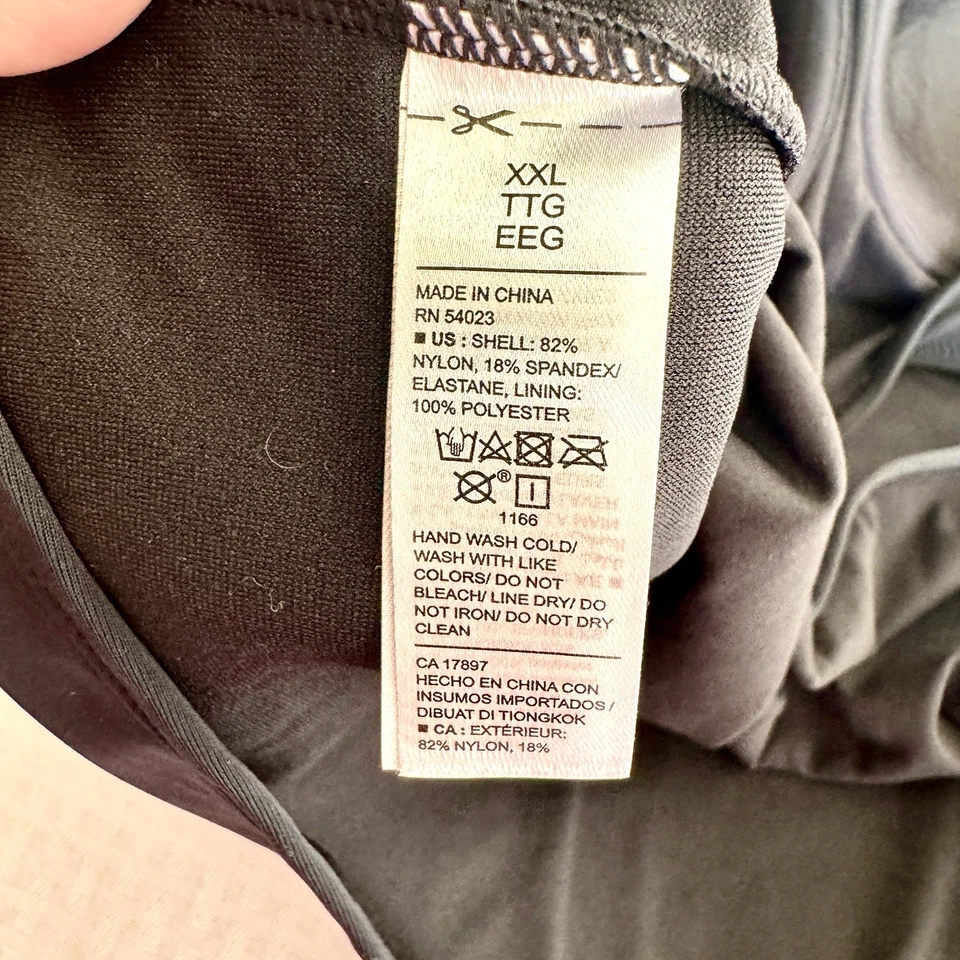 XXL
TTG
EEG
MADE IN CHINA
RN 54023
US : SHELL: 82%
NYLON, 18% SPANDEX/
ELASTANE, LINING:
100% POLYESTER
®
1166
HAND WASH COLD/
WASH WITH LIKE
COLORS/ DO NOT
BLEACH/ LINE DRY/ DO
NOT IRON/ DO NOT DRY
CLEAN
CA 17897
HECHO EN CHINA CON
INSUMOS IMPORTADOS /
DIBUAT DI TIONGKOK
CA : EXTÉRIEUR:
82% NYLON, 18%